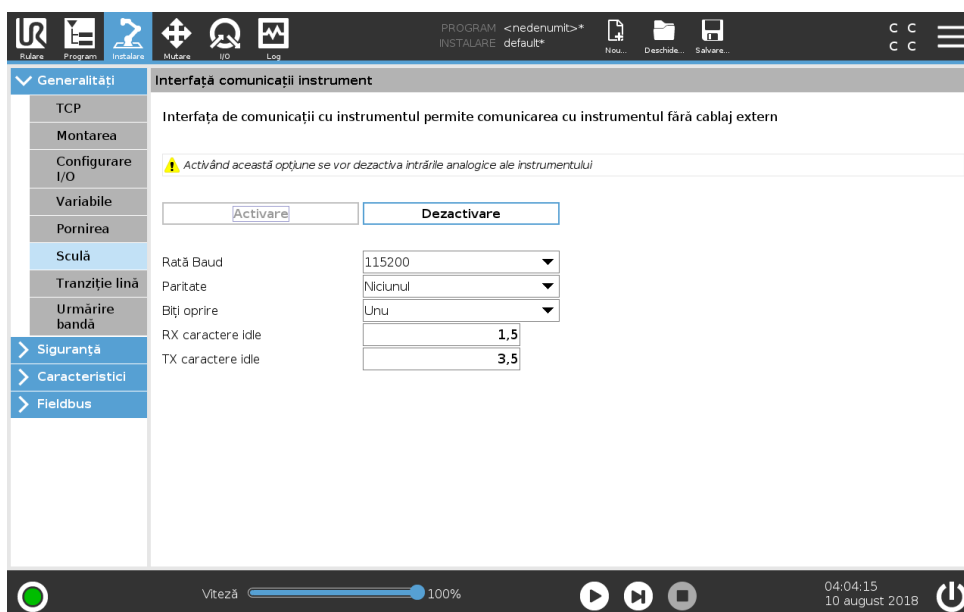 UR
Rulare
Program
Instalare
Mutare
I/O
Log
PROGRAM <nedenumit>*
INSTALARE default*
Nou...
Deschide...
Salvare...
C C
C C
Generalități
TCP
Montarea
Configurare
I/O
Variabile
Pornirea
Sculă
Tranziție lină
Urmărire
bandă
Siguranță
Caracteristici
Fieldbus
Interfață comunicații instrument
Interfața de comunicații cu instrumentul permite comunicarea cu instrumentul fără cablaj extern
Activând această opțiune se vor dezactiva intrările analogice ale instrumentului
Activare
Dezactivare
Rată Baud 115200
Paritate Niciunul
Biți oprire Unu
RX caractere idle 1,5
TX caractere idle 3,5
Viteză 100%
04:04:15
10 august 2018